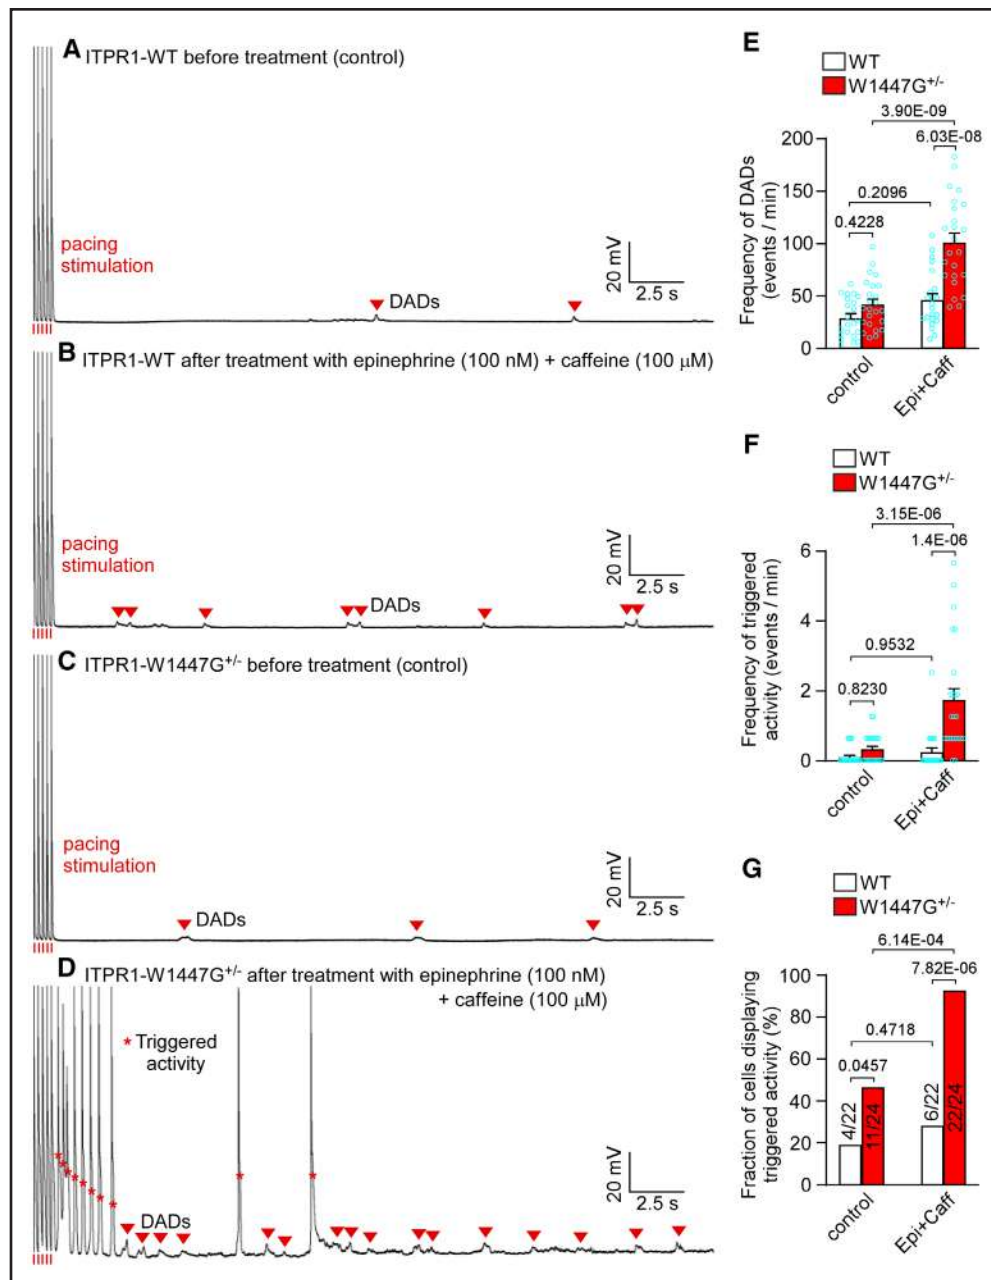 A ITPR1-WT before treatment (control)
pacing
stimulation
20 mV
2.5 s
DADs
B ITPR1-WT after treatment with epinephrine (100 nM) + caffeine (100 μM)
pacing
stimulation
20 mV
2.5 s
DADs
C ITPR1-W1447G+/- before treatment (control)
pacing
stimulation
20 mV
2.5 s
DADs
D ITPR1-W1447G+/- after treatment with epinephrine (100 nM)
+ caffeine (100 μM)
* Triggered
activity
20 mV
2.5 s
DADs
E
WT
W1447G+/-
3.90E-09
6.03E-08
0.2096
0.4228
Frequency of DADs
(events / min)
200
150
100
50
0
control
Epi+Caff
F
WT
W1447G+/-
3.15E-06
1.4E-06
0.9532
0.8230
Frequency of triggered
activity (events / min)
6
4
2
0
control
Epi+Caff
G
WT
W1447G+/-
6.14E-04
7.82E-06
0.4718
0.0457
Fraction of cells displaying
triggered activity (%)
100
80
60
40
20
0
4/22
11/24
6/22
22/24
control
Epi+Caff